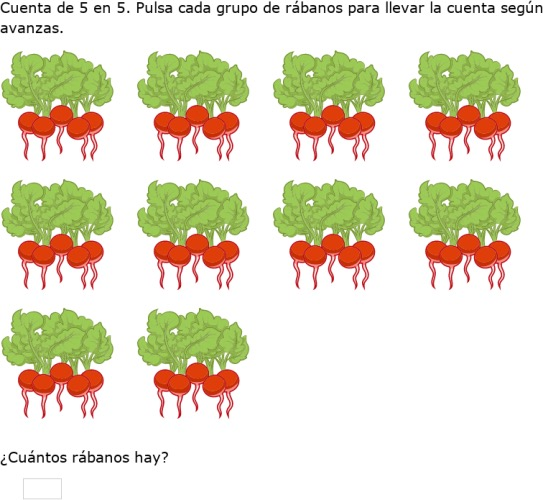 Cuenta de 5 en 5. Pulsa cada grupo de rábanos para llevar la cuenta según
avanzas.
¿Cuántos rábanos hay?